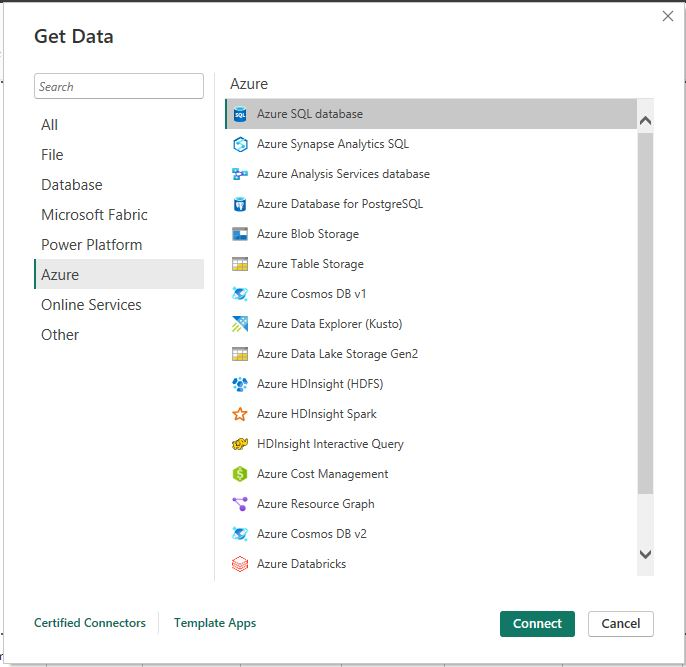 Get Data
Search
All
File
Database
Microsoft Fabric
Power Platform
Azure
Online Services
Other
Azure
Azure SQL database
Azure Synapse Analytics SQL
Azure Analysis Services database
Azure Database for PostgreSQL
Azure Blob Storage
Azure Table Storage
Azure Cosmos DB v1
Azure Data Explorer (Kusto)
Azure Data Lake Storage Gen2
Azure HDInsight (HDFS)
Azure HDInsight Spark
HDInsight Interactive Query
Azure Cost Management
Azure Resource Graph
Azure Cosmos DB v2
Azure Databricks
Certified Connectors
Template Apps
Connect
Cancel